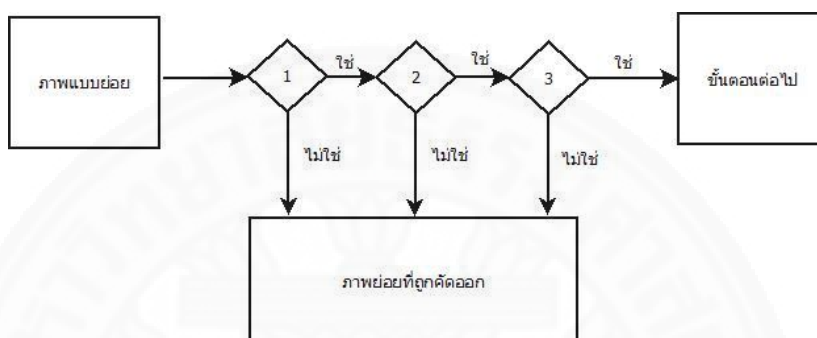 ภาพแบบย่อย
1
ใช่
2
ใช่
3
ใช่
ขั้นตอนต่อไป
ไม่ใช่
ไม่ใช่
ไม่ใช่
ภาพย่อยที่ถูกคัดออก